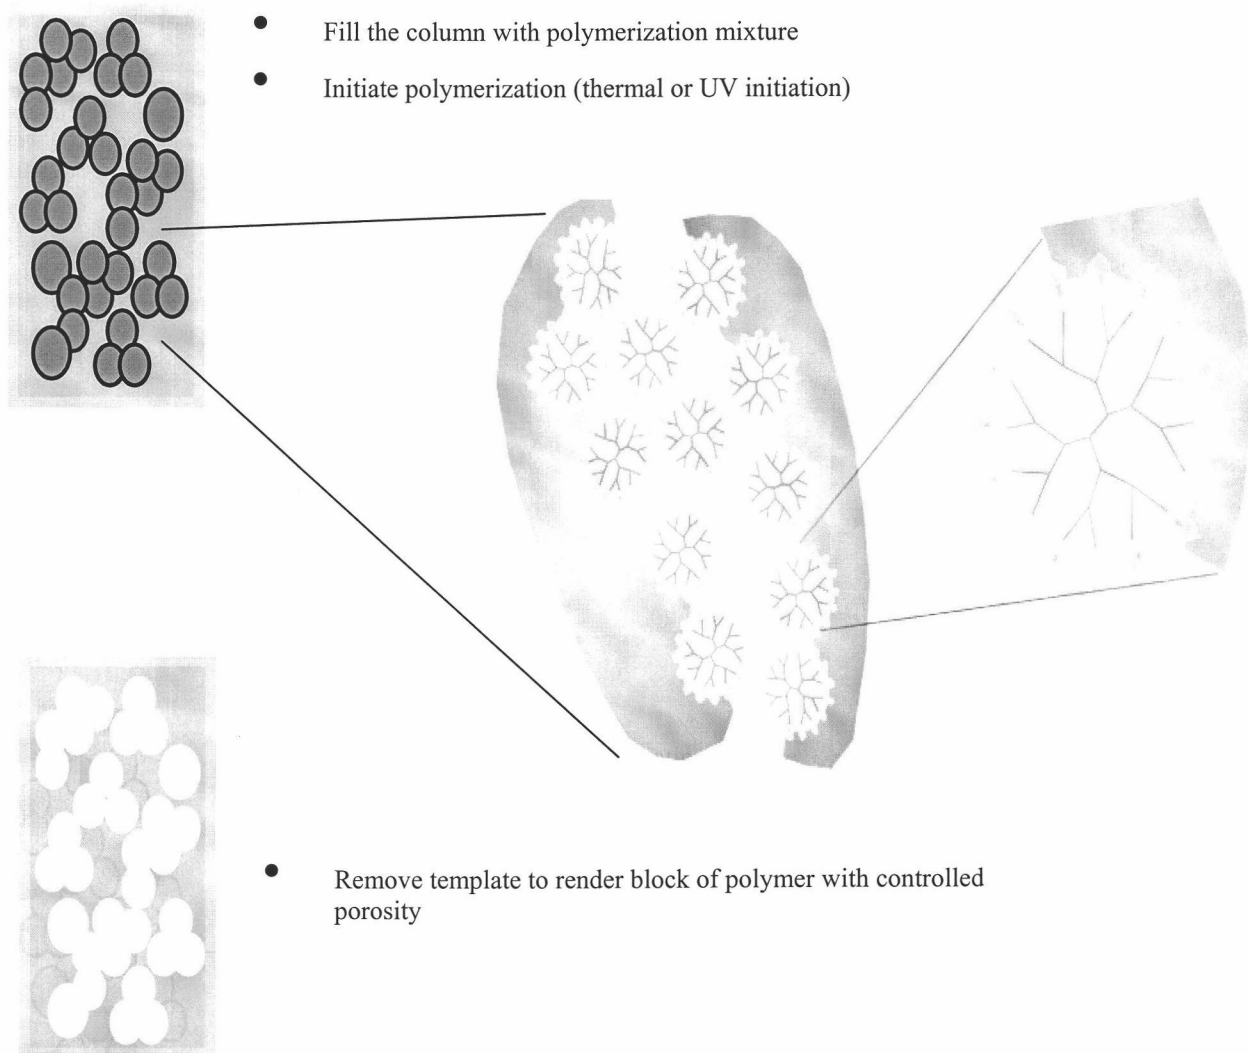 • Fill the column with polymerization mixture
• Initiate polymerization (thermal or UV initiation)
• Remove template to render block of polymer with controlled
porosity